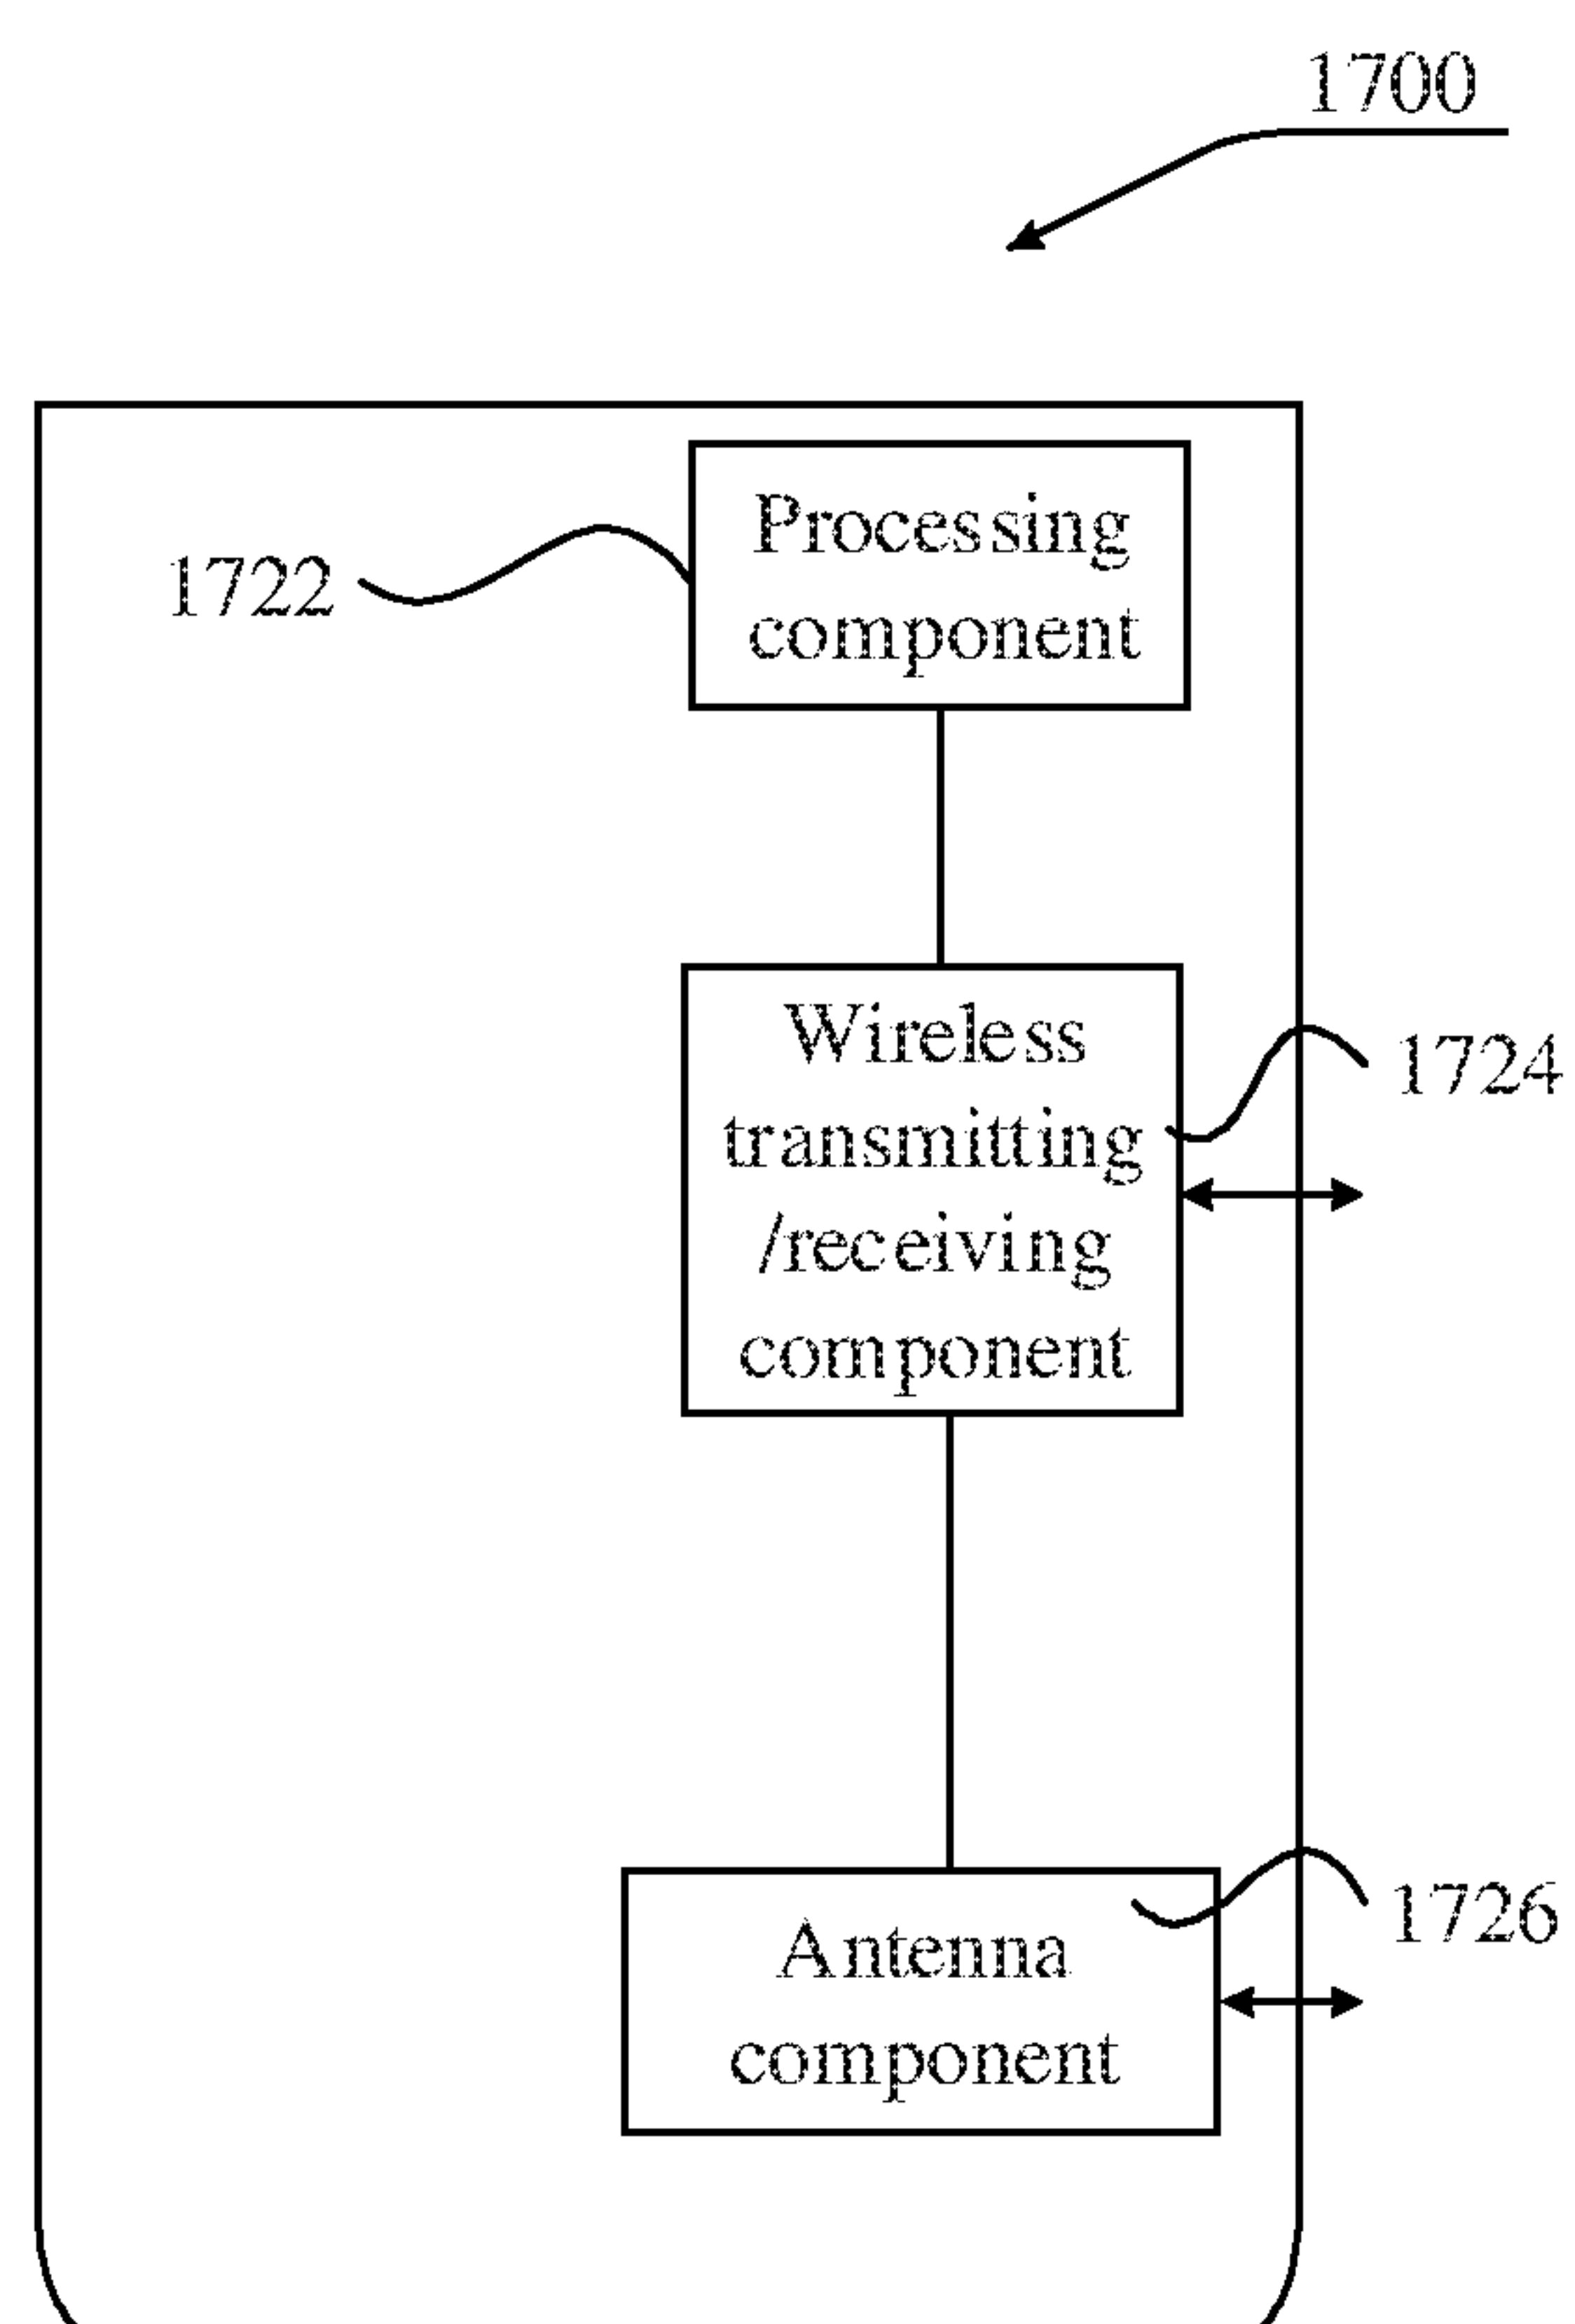 1700
Processing
component
1722
Wireless
transmitting
/receiving
component
1724
Antenna
component
1726